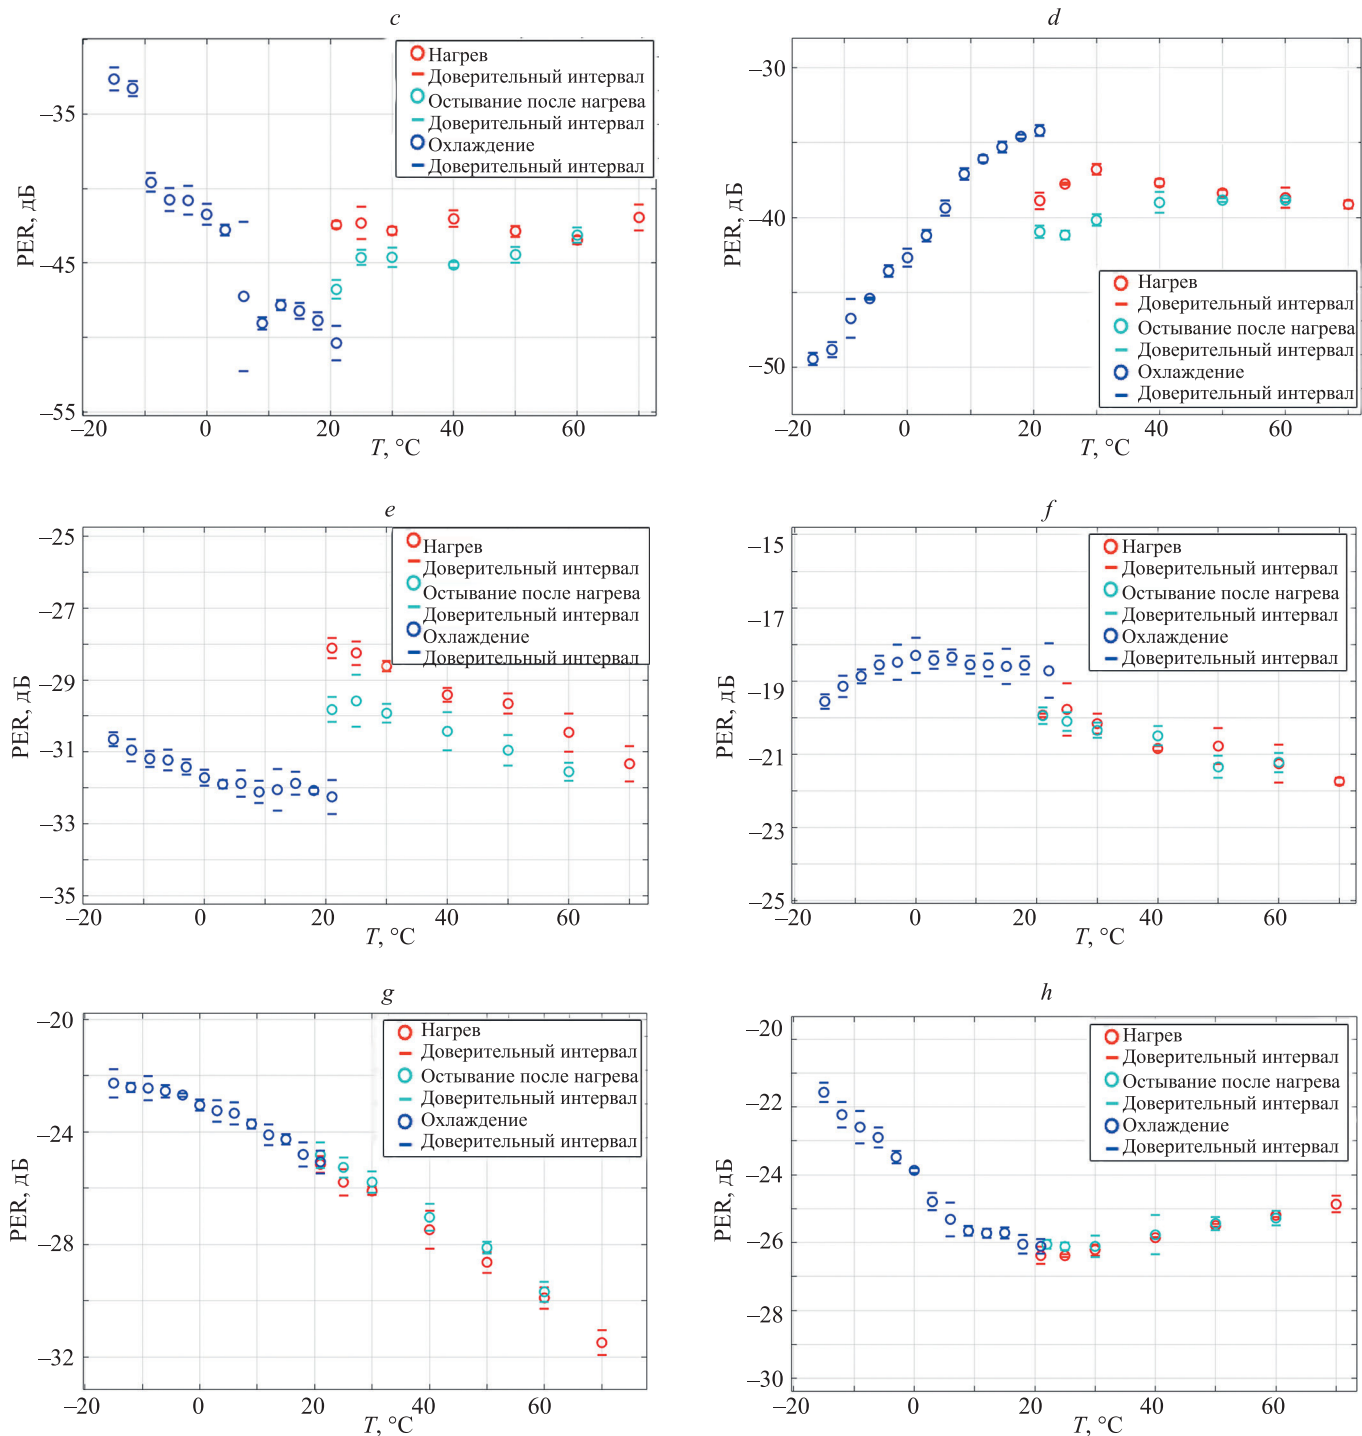 c
Нагрев
Доверительный интервал
Остывание после нагрева
Доверительный интервал
Охлаждение
Доверительный интервал
PER, дБ
–35
–45
–55
–20 0 20 40 60
T, °C
d
–30
–40
–50
PER, дБ
Нагрев
Доверительный интервал
Остывание после нагрева
Доверительный интервал
Охлаждение
Доверительный интервал
–20 0 20 40 60
T, °C
e
Нагрев
Доверительный интервал
Остывание после нагрева
Доверительный интервал
Охлаждение
Доверительный интервал
PER, дБ
–25
–27
–29
–31
–33
–35
–20 0 20 40 60
T, °C
f
Нагрев
Доверительный интервал
Остывание после нагрева
Доверительный интервал
Охлаждение
Доверительный интервал
PER, дБ
–15
–17
–19
–21
–23
–25
–20 0 20 40 60
T, °C
g
Нагрев
Доверительный интервал
Остывание после нагрева
Доверительный интервал
Охлаждение
Доверительный интервал
PER, дБ
–20
–22
–24
–26
–28
–30
–32
–20 0 20 40 60
T, °C
h
Нагрев
Доверительный интервал
Остывание после нагрева
Доверительный интервал
Охлаждение
Доверительный интервал
PER, дБ
–20
–22
–24
–26
–28
–30
–20 0 20 40 60
T, °C